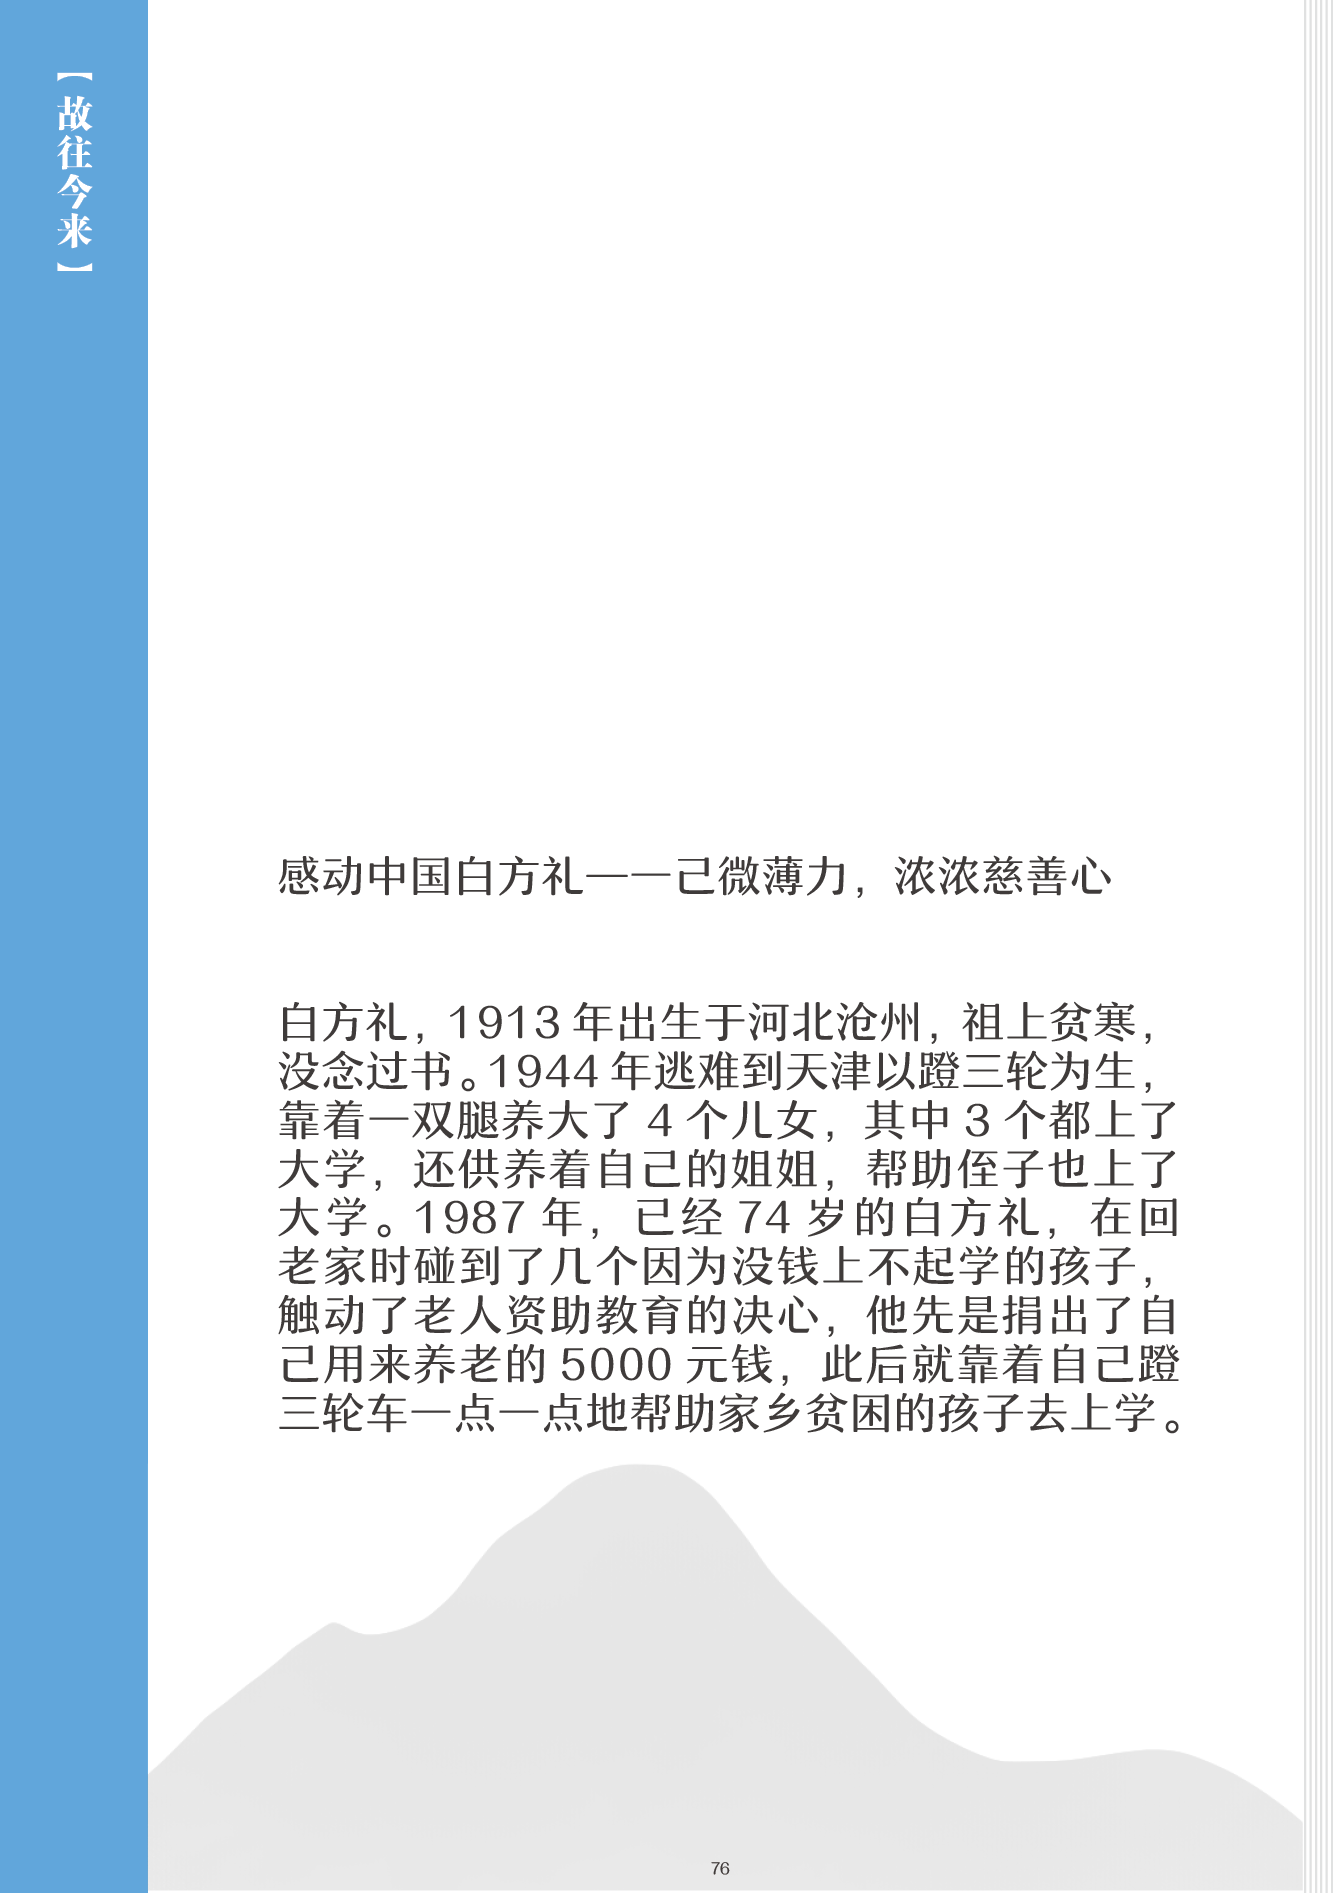 【故往今来】
感动中国白方礼——己微薄力，浓浓慈善心
白方礼，1913 年出生于河北沧州，祖上贫寒，
没念过书。1944 年逃难到天津以蹬三轮为生，
靠着一双腿养大了 4 个儿女，其中 3 个都上了
大学，还供养着自己的姐姐，帮助侄子也上了
大学。1987 年，已经 74 岁的白方礼，在回
老家时碰到了几个因为没钱上不起学的孩子，
触动了老人资助教育的决心，他先是捐出了自
己用来养老的 5000 元钱，此后就靠着自己蹬
三轮车一点一点地帮助家乡贫困的孩子去上学。
76